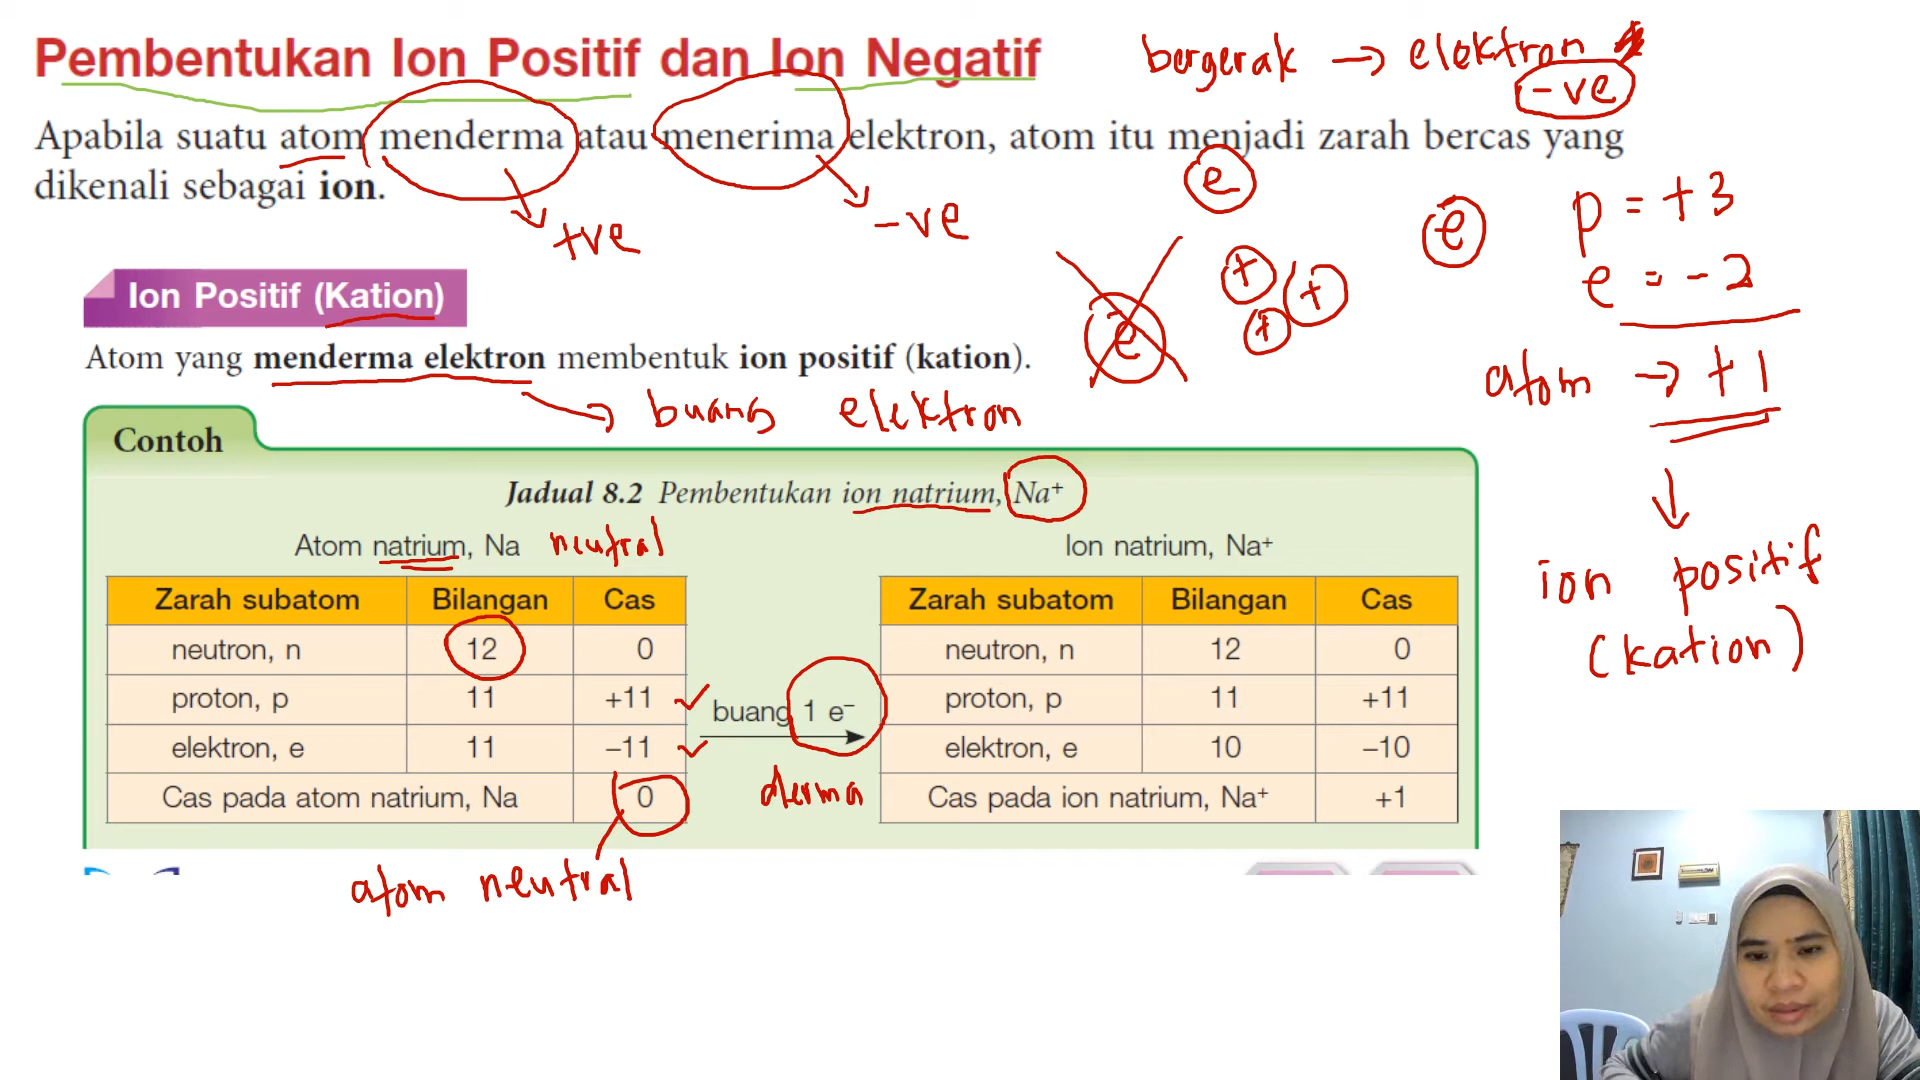 Pembentukan Ion Positif dan Ion Negatif
bergerak → elektron
-ve
Apabila suatu atom menderma atau menerima elektron, atom itu menjadi zarah bercas yang
dikenali sebagai ion.
+ve
-ve
e
e
+ + +
e
p = +3
e = -2
atom → +1
ion positif
(kation)
Ion Positif (Kation)
Atom yang menderma elektron membentuk ion positif (kation).
buang elektron
Contoh
Jadual 8.2 Pembentukan ion natrium, Na⁺
Atom natrium, Na neutral
Zarah subatom Bilangan Cas
neutron, n 12 0
proton, p 11 +11
elektron, e 11 –11
Cas pada atom natrium, Na 0
buang 1 e⁻
derma
Ion natrium, Na⁺
Zarah subatom Bilangan Cas
neutron, n 12 0
proton, p 11 +11
elektron, e 10 –10
Cas pada ion natrium, Na⁺ +1
atom neutral